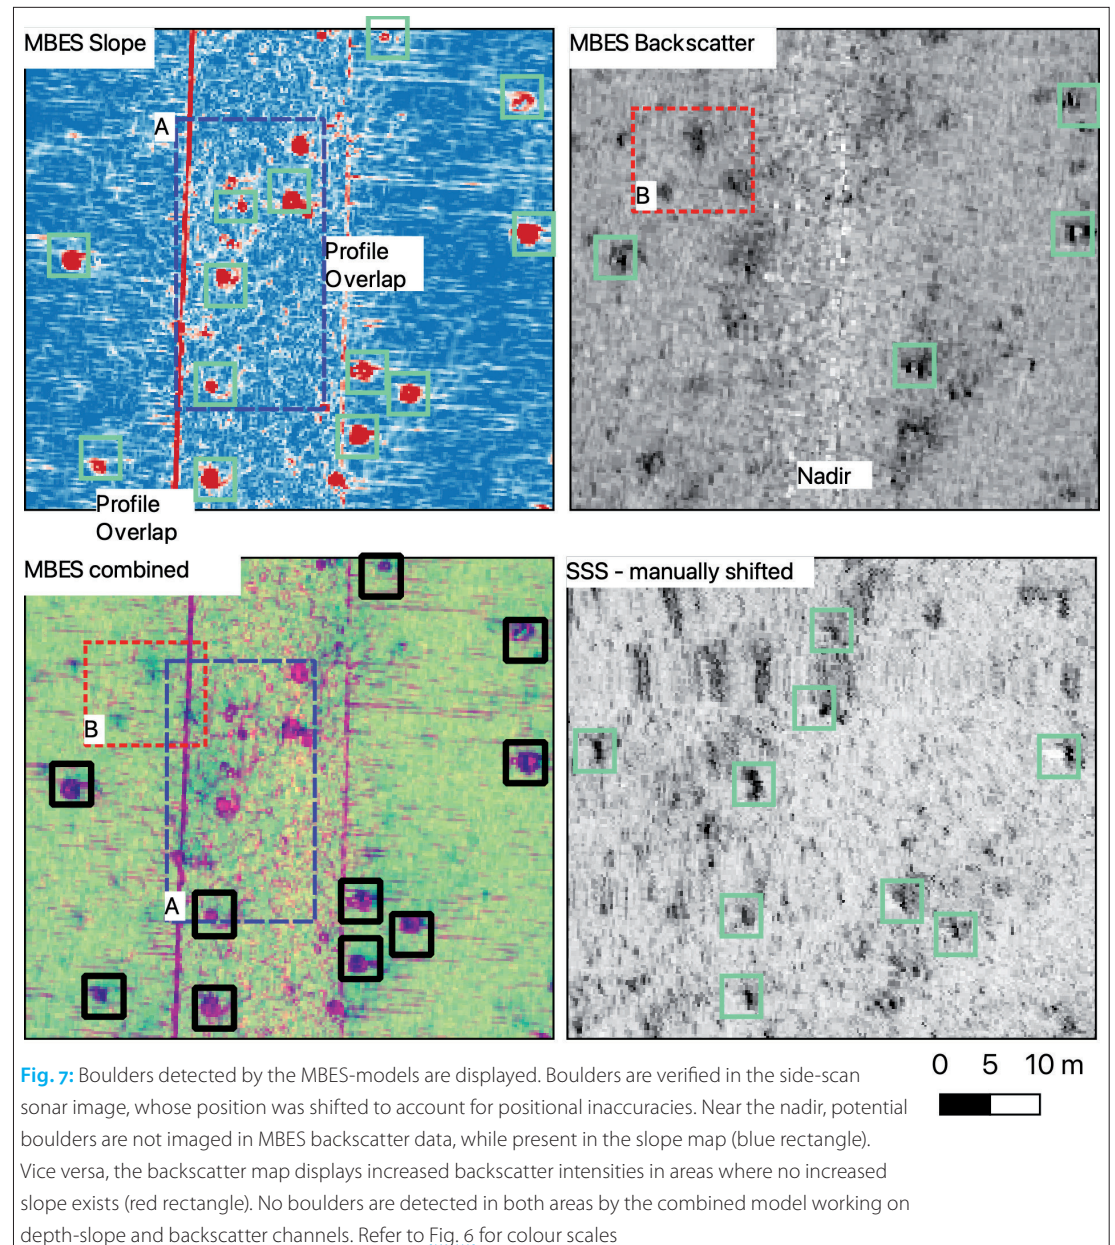 MBES Slope
A
Profile
Overlap
Profile
Overlap
MBES Backscatter
B
Nadir
MBES combined
B
A
SSS - manually shifted
0 5 10 m
Fig. 7: Boulders detected by the MBES-models are displayed. Boulders are verified in the side-scan
sonar image, whose position was shifted to account for positional inaccuracies. Near the nadir, potential
boulders are not imaged in MBES backscatter data, while present in the slope map (blue rectangle).
Vice versa, the backscatter map displays increased backscatter intensities in areas where no increased
slope exists (red rectangle). No boulders are detected in both areas by the combined model working on
depth-slope and backscatter channels. Refer to Fig. 6 for colour scales